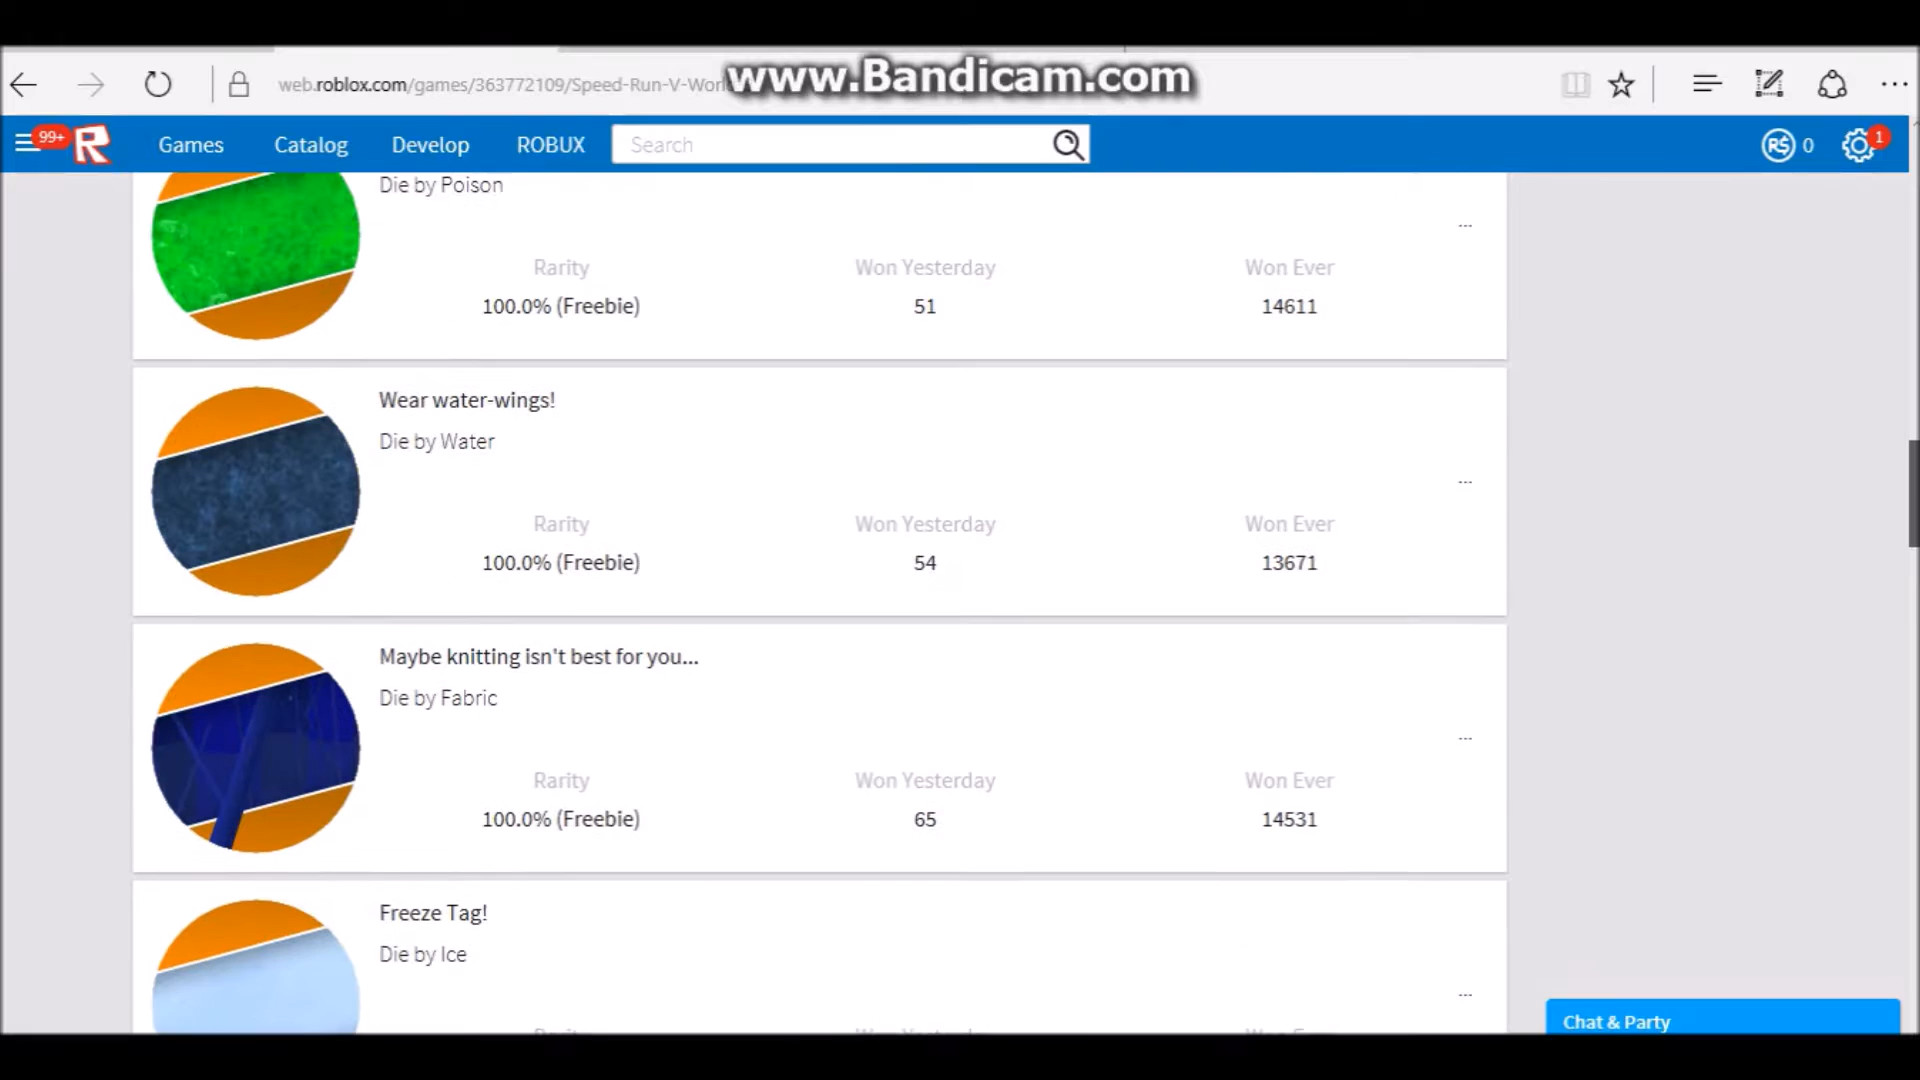 web.roblox.com/games/363772109/Speed-Run-V-Wor
www.Bandicam.com
99+
Games
Catalog
Develop
ROBUX
Search
R$ 0
1
Die by Poison
...
Rarity Won Yesterday Won Ever
100.0% (Freebie) 51 14611
Wear water-wings!
Die by Water
...
Rarity Won Yesterday Won Ever
100.0% (Freebie) 54 13671
Maybe knitting isn't best for you...
Die by Fabric
...
Rarity Won Yesterday Won Ever
100.0% (Freebie) 65 14531
Freeze Tag!
Die by Ice
...
Chat & Party